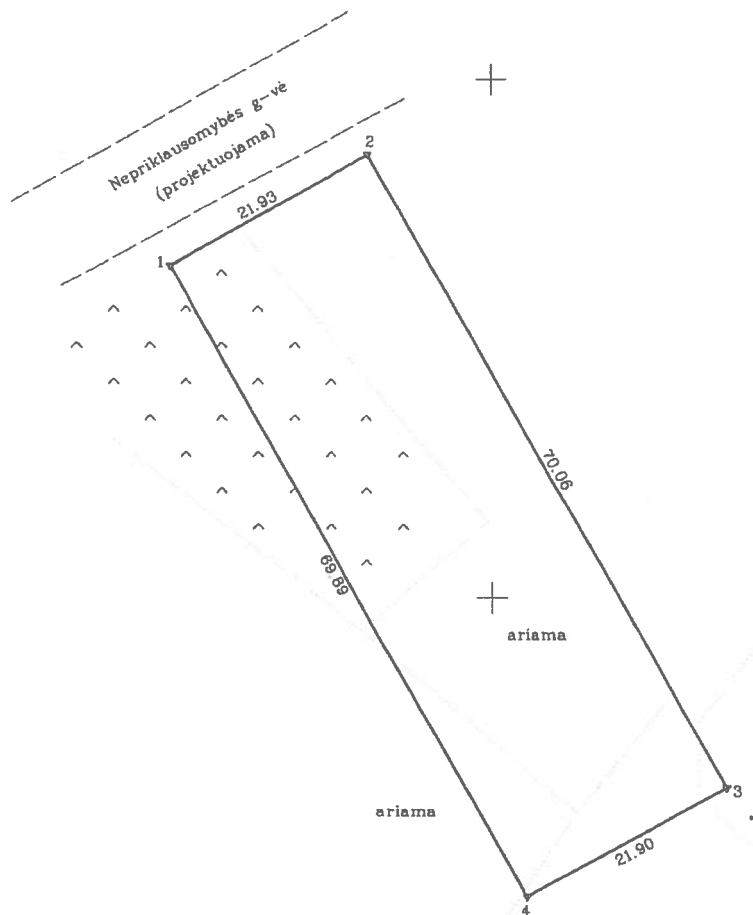 Nepriklausomybės g-vė
(projektuojama)
2
21.93
1
70.06
69.89
ariama
3
ariama
21.90
4